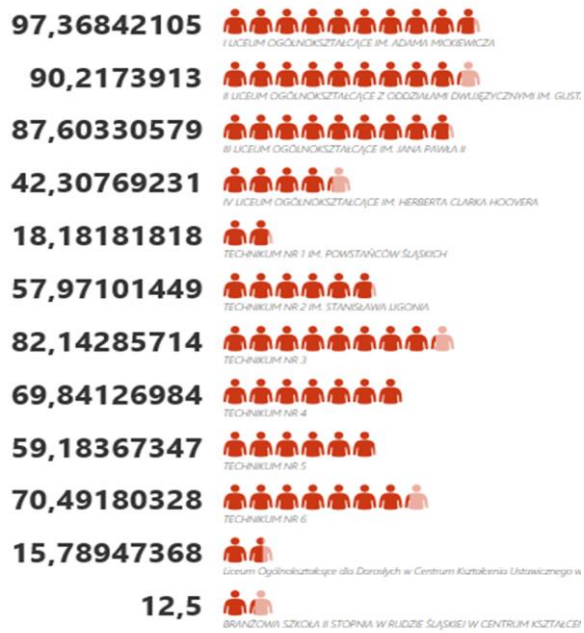 97,36842105
I LICEUM OGÓLNOKSZTAŁCĄCE IM. ADAMA MICKIEWICZA
90,2173913
II LICEUM OGÓLNOKSZTAŁCĄCE Z ODDZIAŁAMI DWUJĘZYCZNYMI IM.
87,60330579
III LICEUM OGÓLNOKSZTAŁCĄCE IM. JANA PAWŁA II
42,30769231
IV LICEUM OGÓLNOKSZTAŁCĄCE IM. HERBERTA CLARKA HOOVERA
18,18181818
TECHNIKUM NR 1 IM. POWSTAŃCÓW ŚLĄSKICH
57,97101449
TECHNIKUM NR 2 IM. STANISŁAWA LIGONIA
82,14285714
TECHNIKUM NR 3
69,84126984
TECHNIKUM NR 4
59,18367347
TECHNIKUM NR 5
70,49180328
TECHNIKUM NR 6
15,78947368
Liceum Ogólnokształcące dla Dorosłych w Centrum Kształcenia Ustawicznego w
12,5
BRANŻOWA SZKOŁA II STOPNIA W RUDZIE ŚLĄSKIEJ W CENTRUM